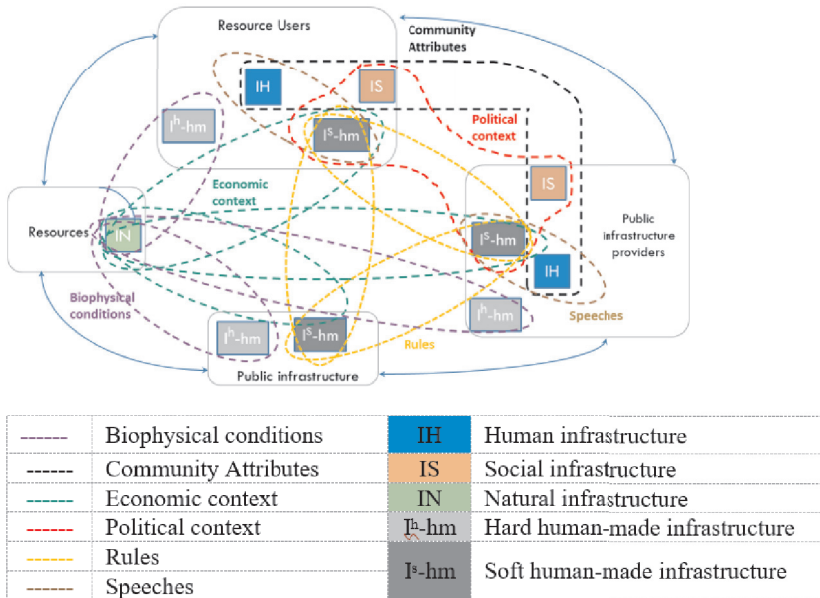 Resource Users
Community
Attributes
IH
IS
Iʰ-hm
Iˢ-hm
Political
context
Economic
context
IS
Resources
IN
Iˢ-hm
Public
infrastructure
providers
IH
Biophysical
conditions
Iʰ-hm
Speeches
Iʰ-hm
Iˢ-hm
Rules
Public infrastructure
Biophysical conditions IH Human infrastructure
Community Attributes IS Social infrastructure
Economic context IN Natural infrastructure
Political context Iʰ-hm Hard human-made infrastructure
Rules
Iˢ-hm Soft human-made infrastructure
Speeches